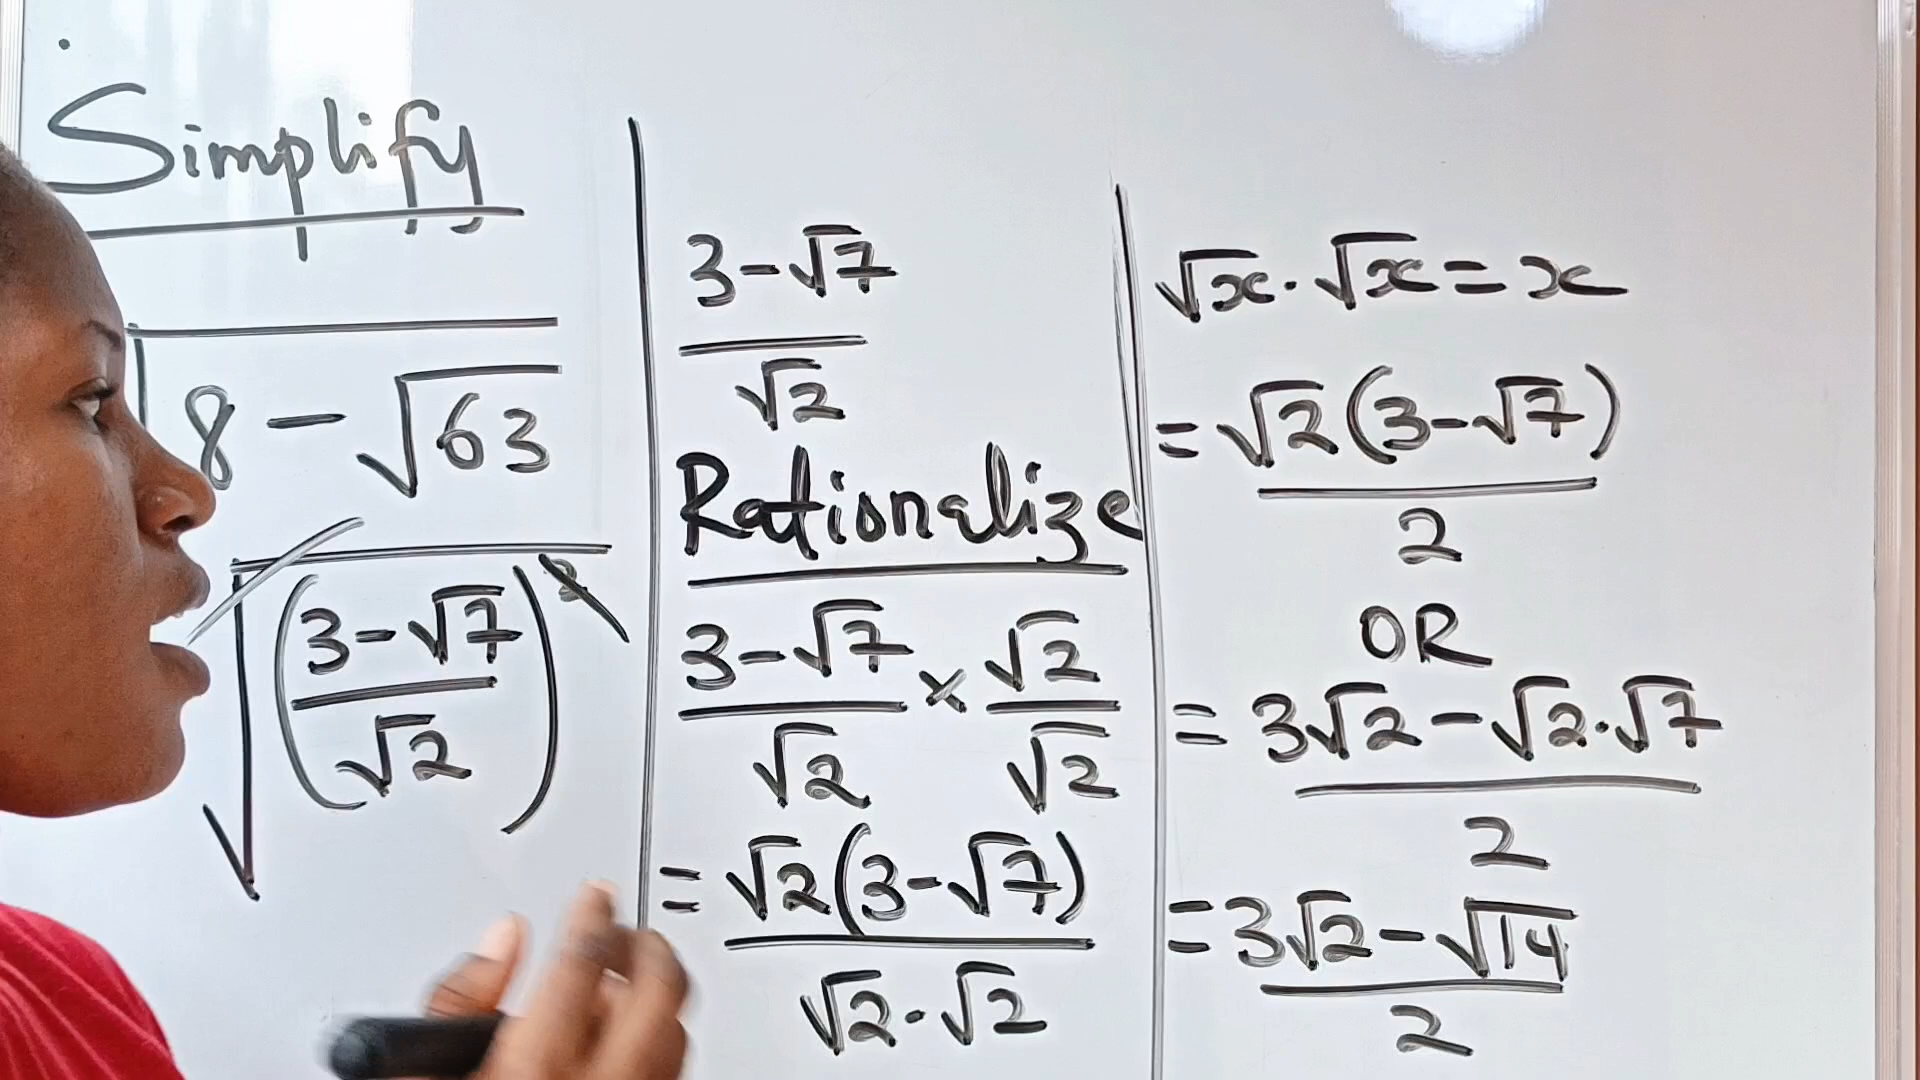 Simplify
√(8 - √63)
√((3-√7)/√2)²
(3-√7)/√2
Rationalize
(3-√7)/√2 × √2/√2
= √2(3-√7)/(√2·√2)
√x·√x = x
= √2(3-√7)/2
OR
= (3√2-√2·√7)/2
= (3√2-√14)/2